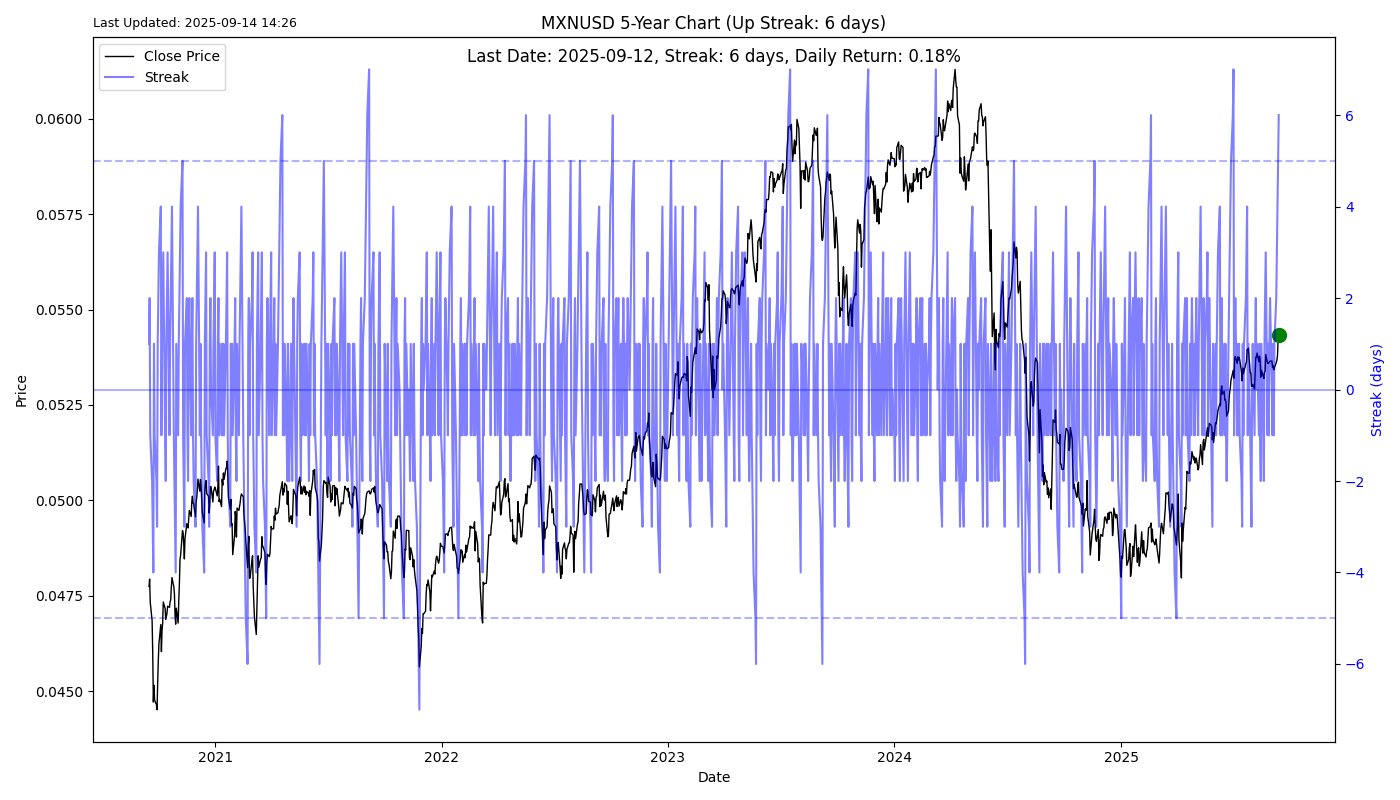 Last Updated: 2025-09-14 14:26
MXNUSD 5-Year Chart (Up Streak: 6 days)
Last Date: 2025-09-12, Streak: 6 days, Daily Return: 0.18%
Close Price
Streak
0.0600
0.0575
0.0550
0.0525
0.0500
0.0475
0.0450
Price
6
4
2
0
−2
−4
−6
Streak (days)
2021
2022
2023
2024
2025
Date